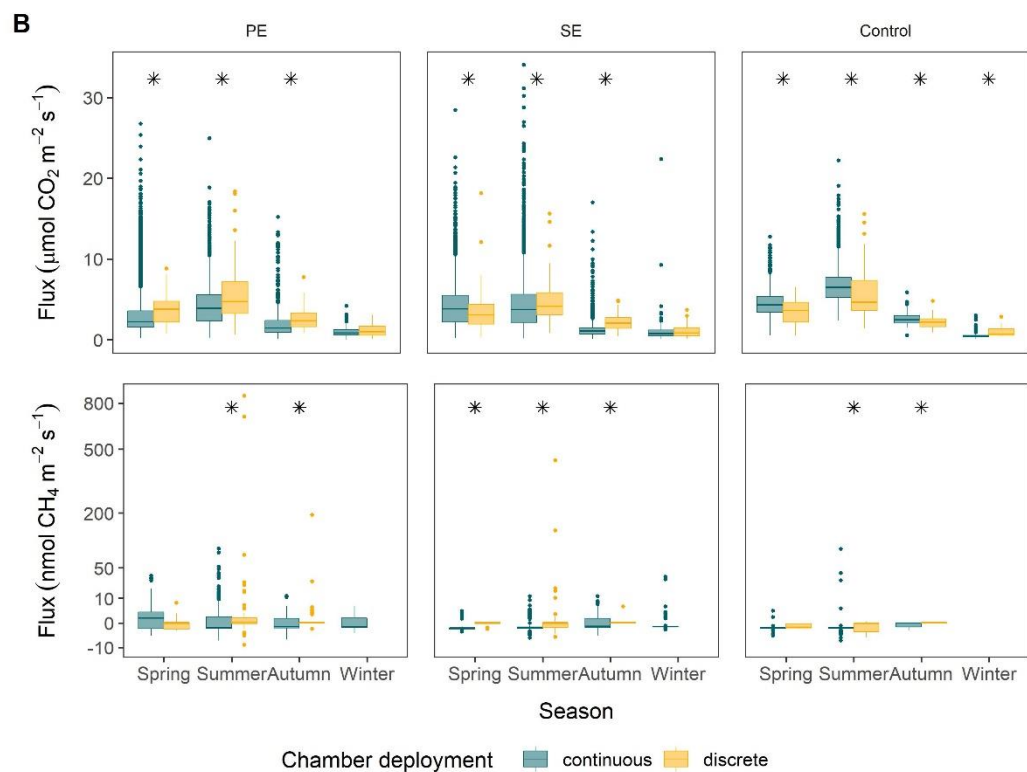 B
PE SE Control
Flux (μmol CO₂ m⁻² s⁻¹)
30
20
10
0
Flux (nmol CH₄ m⁻² s⁻¹)
800
500
200
50
10
0
-10
Spring Summer Autumn Winter Spring Summer Autumn Winter Spring Summer Autumn Winter
Season
Chamber deployment continuous discrete